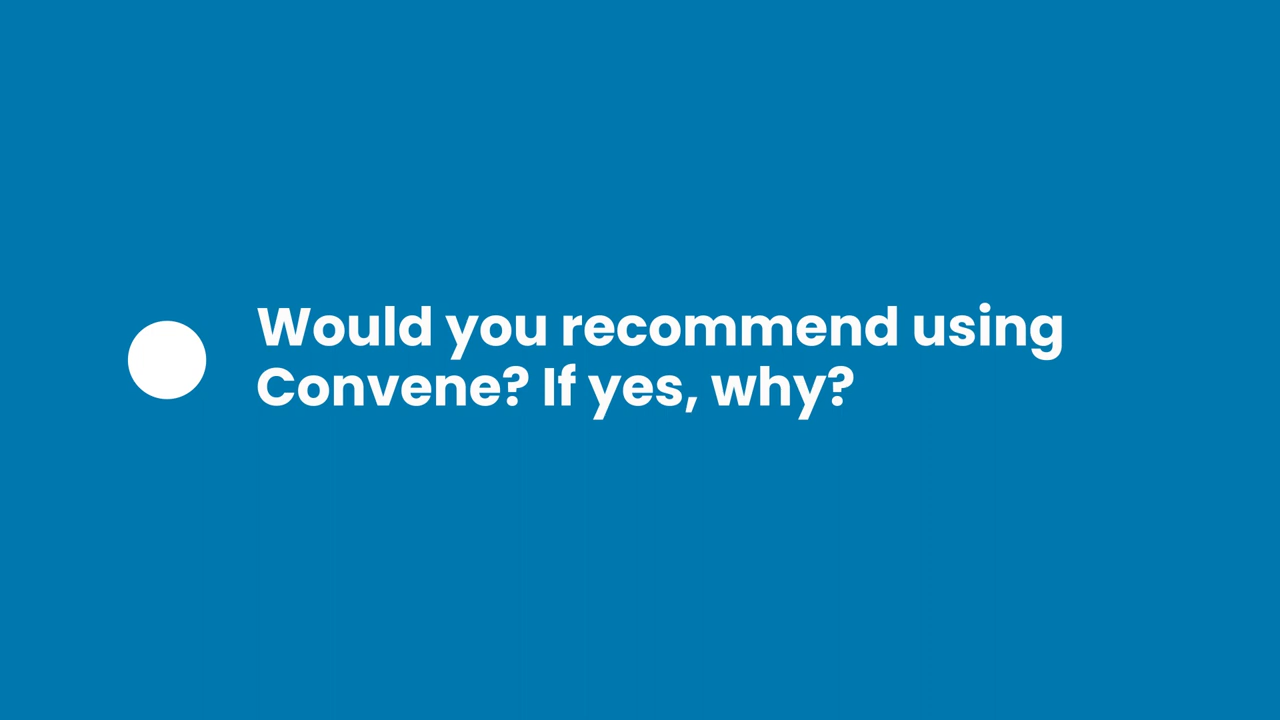 Would you recommend using
Convene? If yes, why?